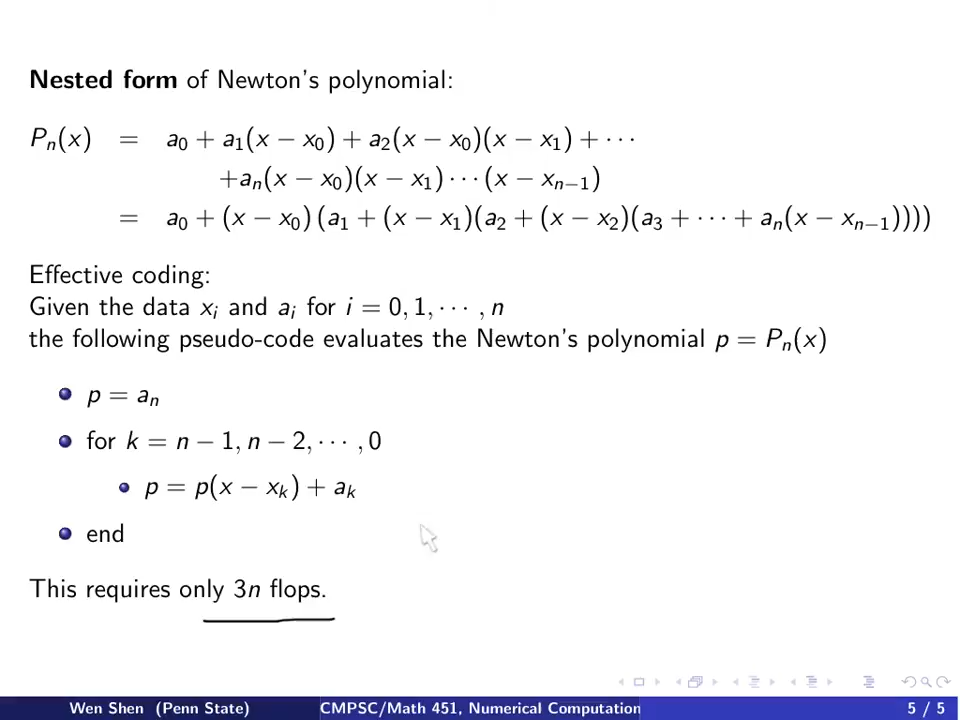 Nested form of Newton's polynomial:
Pₙ(x) = a₀ + a₁(x − x₀) + a₂(x − x₀)(x − x₁) + ···
+aₙ(x − x₀)(x − x₁) ··· (x − xₙ₋₁)
= a₀ + (x − x₀) (a₁ + (x − x₁)(a₂ + (x − x₂)(a₃ + ··· + aₙ(x − xₙ₋₁))))
Effective coding:
Given the data xᵢ and aᵢ for i = 0, 1, ··· , n
the following pseudo-code evaluates the Newton's polynomial p = Pₙ(x)
p = aₙ
for k = n − 1, n − 2, ··· , 0
p = p(x − xₖ) + aₖ
end
This requires only 3n flops.
Wen Shen (Penn State) CMPSC/Math 451, Numerical Computation 5 / 5